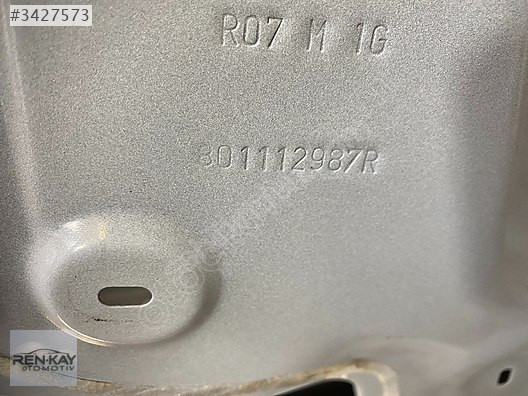 #3427573
R07 M 1G
801112987R
REN-KAY
OTOMOTİV